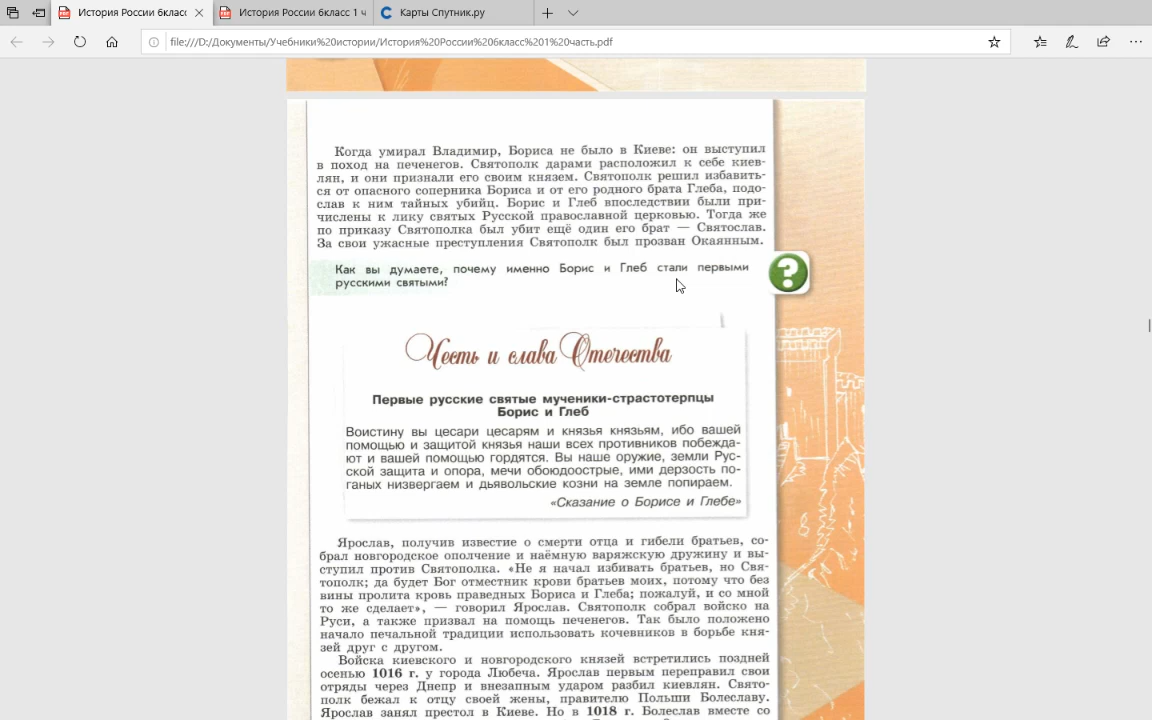 История России 6класс
История России 6класс 1 ч
Карты Спутник.ру
file:///D:/Документы/Учебники%20истории/История%20России%206класс%201%20часть.pdf
Когда умирал Владимир, Бориса не было в Киеве: он выступил
в поход на печенегов. Святополк дарами расположил к себе киев-
лян, и они признали его своим князем. Святополк решил избавить-
ся от опасного соперника Бориса и от его родного брата Глеба, подо-
слав к ним тайных убийц. Борис и Глеб впоследствии были при-
числены к лику святых Русской православной церковью. Тогда же
по приказу Святополка был убит ещё один его брат — Святослав.
За свои ужасные преступления Святополк был прозван Окаянным.
Как вы думаете, почему именно Борис и Глеб стали первыми
русскими святыми?
?
Честь и слава Отечества
Первые русские святые мученики-страстотерпцы
Борис и Глеб
Воистину вы цесари цесарям и князья князьям, ибо вашей
помощью и защитой князья наши всех противников побежда-
ют и вашей помощью гордятся. Вы наше оружие, земли Рус-
ской защита и опора, мечи обоюдоострые, ими дерзость по-
ганых низвергаем и дьявольские козни на земле попираем.
«Сказание о Борисе и Глебе»
Ярослав, получив известие о смерти отца и гибели братьев, со-
брал новгородское ополчение и наёмную варяжскую дружину и вы-
ступил против Святополка. «Не я начал избивать братьев, но Свя-
тополк; да будет Бог отместник крови братьев моих, потому что без
вины пролита кровь праведных Бориса и Глеба; пожалуй, и со мной
то же сделает», — говорил Ярослав. Святополк собрал войско на
Руси, а также призвал на помощь печенегов. Так было положено
начало печальной традиции использовать кочевников в борьбе кня-
зей друг с другом.
Войска киевского и новгородского князей встретились поздней
осенью 1016 г. у города Любеча. Ярослав первым переправил свои
отряды через Днепр и внезапным ударом разбил киевлян. Свято-
полк бежал к отцу своей жены, правителю Польши Болеславу.
Ярослав занял престол в Киеве. Но в 1018 г. Болеслав вместе со